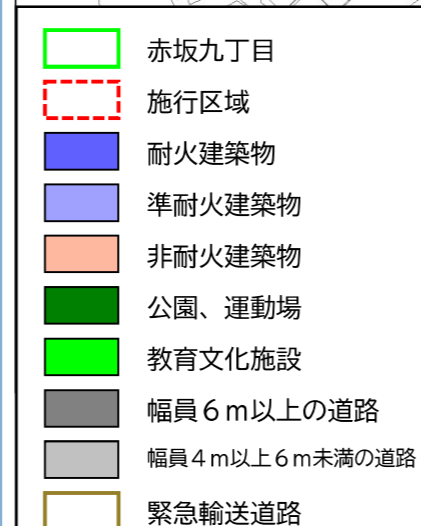 赤坂九丁目
施行区域
耐火建築物
準耐火建築物
非耐火建築物
公園、運動場
教育文化施設
幅員６ｍ以上の道路
幅員４ｍ以上６ｍ未満の道路
緊急輸送道路